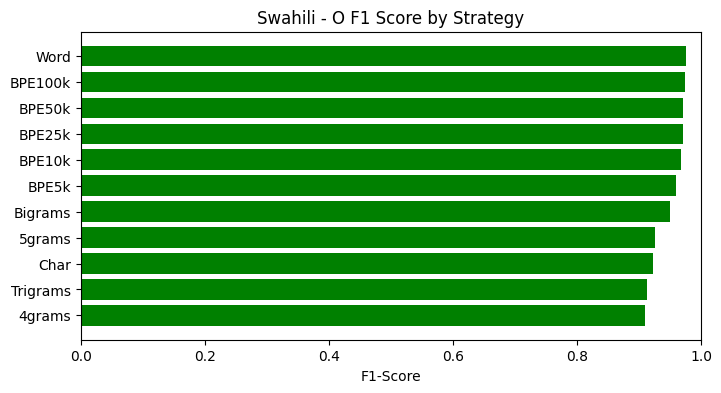 Swahili - O F1 Score by Strategy
Word
BPE100k
BPE50k
BPE25k
BPE10k
BPE5k
Bigrams
5grams
Char
Trigrams
4grams
0.0 0.2 0.4 0.6 0.8 1.0
F1-Score